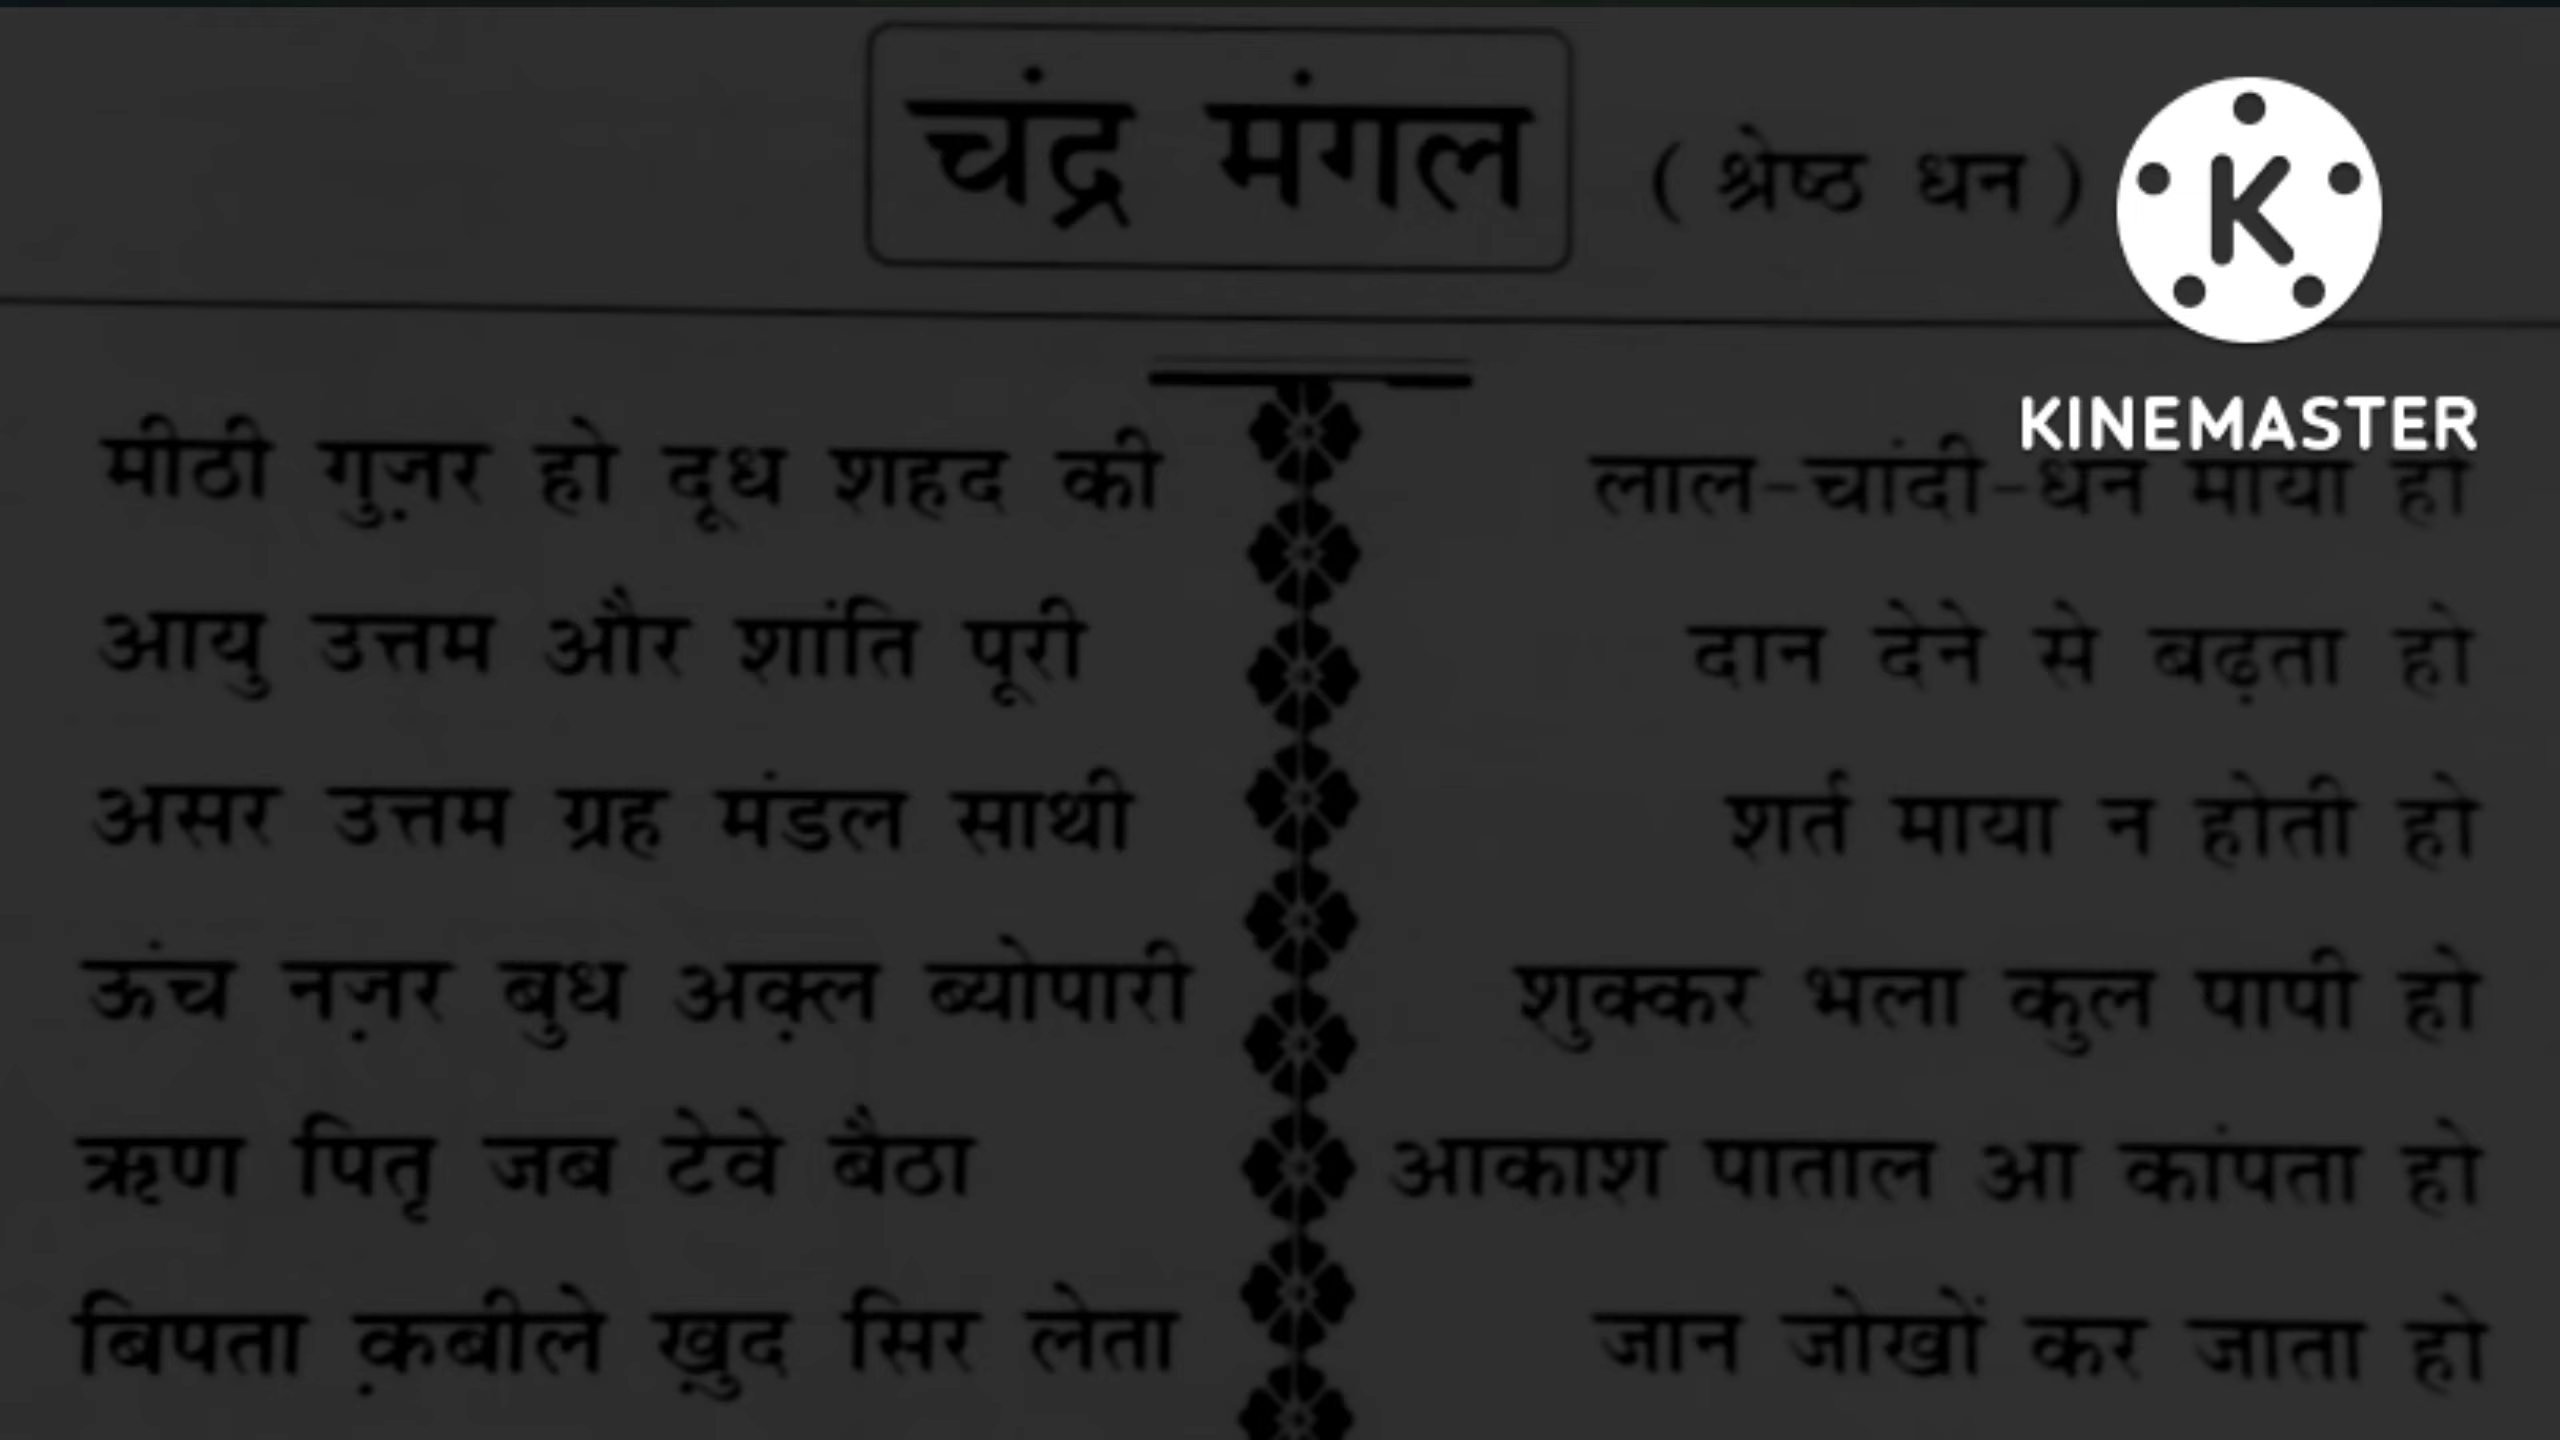 चंद्र मंगल (श्रेष्ठ धन)
KINEMASTER
मीठी गुज़र हो दूध शहद की लाल-चांदी-धन माया हो
आयु उत्तम और शांति पूरी दान देने से बढ़ता हो
असर उत्तम ग्रह मंडल साथी शर्त माया न होती हो
ऊंच नज़र बुध अक़्ल ब्योपारी शुक्कर भला कुल पापी हो
ऋण पितृ जब टेवे बैठा आकाश पाताल आ कांपता हो
बिपता क़बीले ख़ुद सिर लेता जान जोखों कर जाता हो